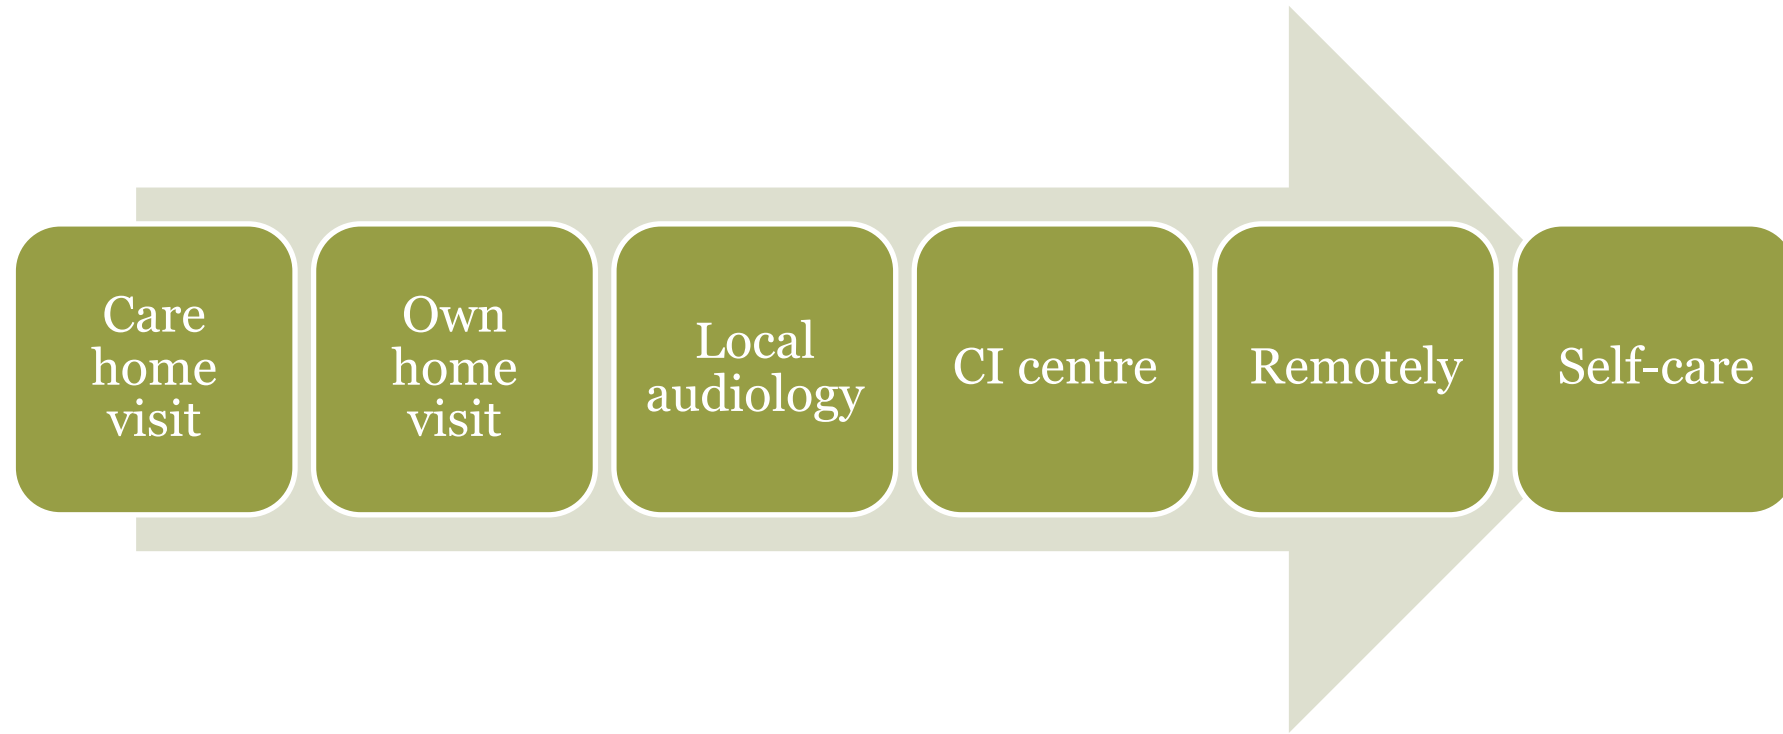 Care
home
visit
Own
home
visit
Local
audiology
CI centre
Remotely
Self-care